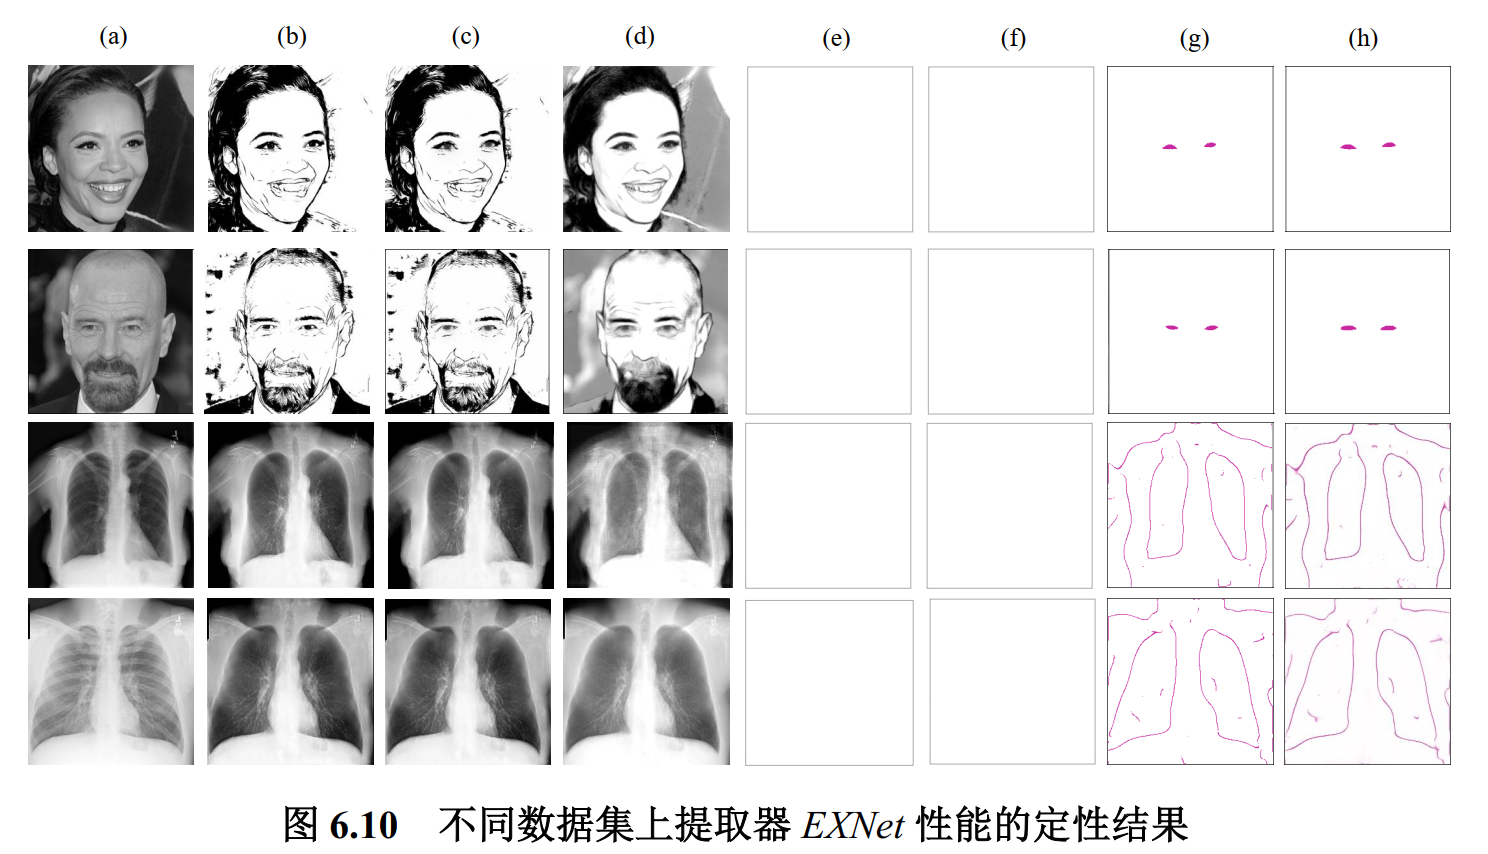 (a) (b) (c) (d) (e) (f) (g) (h)
图 6.10 不同数据集上提取器 EXNet 性能的定性结果